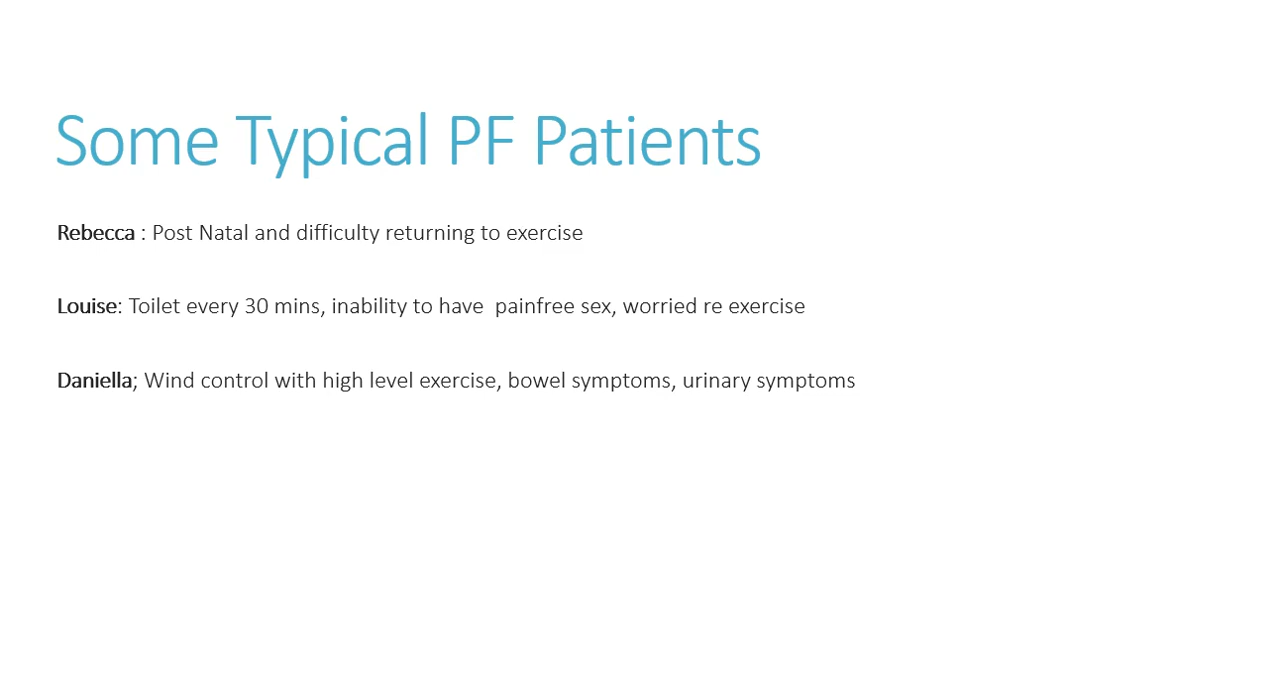 Some Typical PF Patients
Rebecca : Post Natal and difficulty returning to exercise
Louise: Toilet every 30 mins, inability to have  painfree sex, worried re exercise
Daniella; Wind control with high level exercise, bowel symptoms, urinary symptoms